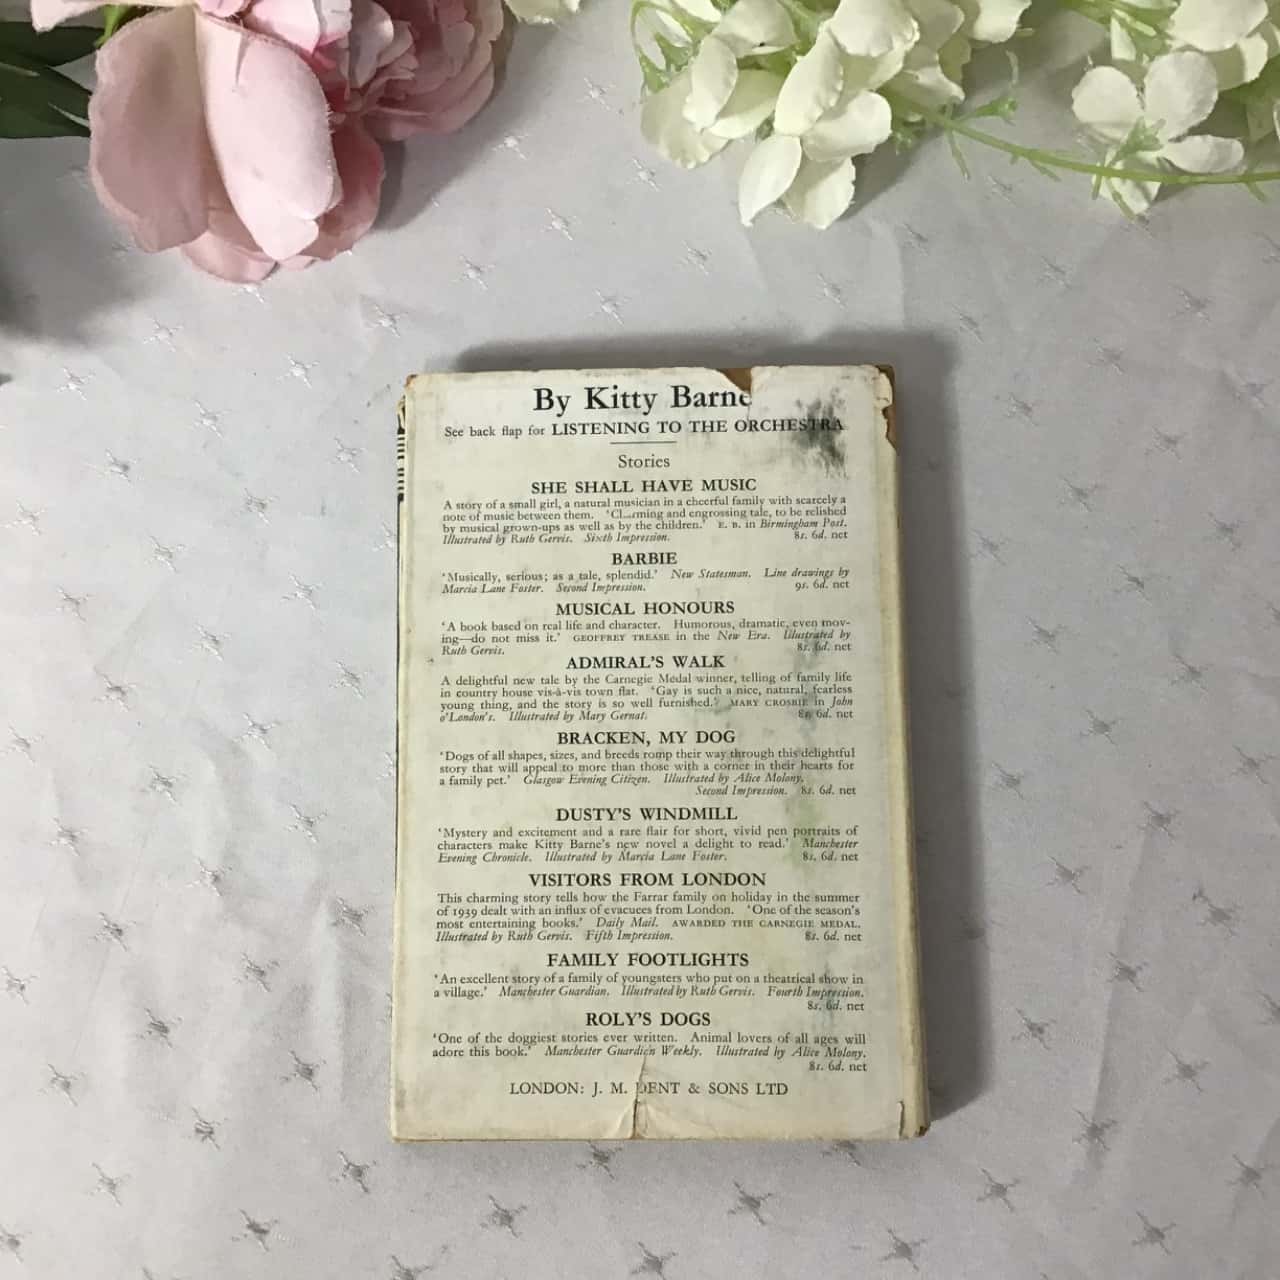 By Kitty Barne
See back flap for LISTENING TO THE ORCHESTRA
Stories
SHE SHALL HAVE MUSIC
A story of a small girl, a natural musician in a cheerful family with scarcely a
note of music between them. 'Cl...rming and engrossing tale, to be relished
by musical grown-ups as well as by the children.' E. B. in Birmingham Post.
Illustrated by Ruth Gervis. Sixth Impression. 8s. 6d. net
BARBIE
'Musically, serious; as a tale, splendid.' New Statesman. Line drawings by
Marcia Lane Foster. Second Impression. 9s. 6d. net
MUSICAL HONOURS
'A book based on real life and character. Humorous, dramatic, even mov-
ing—do not miss it.' GEOFFREY TREASE in the New Era. Illustrated by
Ruth Gervis. 8s. 6d. net
ADMIRAL'S WALK
A delightful new tale by the Carnegie Medal winner, telling of family life
in country house vis-à-vis town flat. 'Gay is such a nice, natural, fearless
young thing, and the story is so well furnished.' MARY CROSBIE in John
o'London's. Illustrated by Mary Gernat. 8s. 6d. net
BRACKEN, MY DOG
'Dogs of all shapes, sizes, and breeds romp their way through this delightful
story that will appeal to more than those with a corner in their hearts for
a family pet.' Glasgow Evening Citizen. Illustrated by Alice Molony.
Second Impression. 8s. 6d. net
DUSTY'S WINDMILL
'Mystery and excitement and a rare flair for short, vivid pen portraits of
characters make Kitty Barne's new novel a delight to read.' Manchester
Evening Chronicle. Illustrated by Marcia Lane Foster. 8s. 6d. net
VISITORS FROM LONDON
This charming story tells how the Farrar family on holiday in the summer
of 1939 dealt with an influx of evacuees from London. 'One of the season's
most entertaining books.' Daily Mail. AWARDED THE CARNEGIE MEDAL.
Illustrated by Ruth Gervis. Fifth Impression. 8s. 6d. net
FAMILY FOOTLIGHTS
'An excellent story of a family of youngsters who put on a theatrical show in
a village.' Manchester Guardian. Illustrated by Ruth Gervis. Fourth Impression.
8s. 6d. net
ROLY'S DOGS
'One of the doggiest stories ever written. Animal lovers of all ages will
adore this book.' Manchester Guardian Weekly. Illustrated by Alice Molony.
8s. 6d. net
LONDON: J. M. DENT & SONS LTD